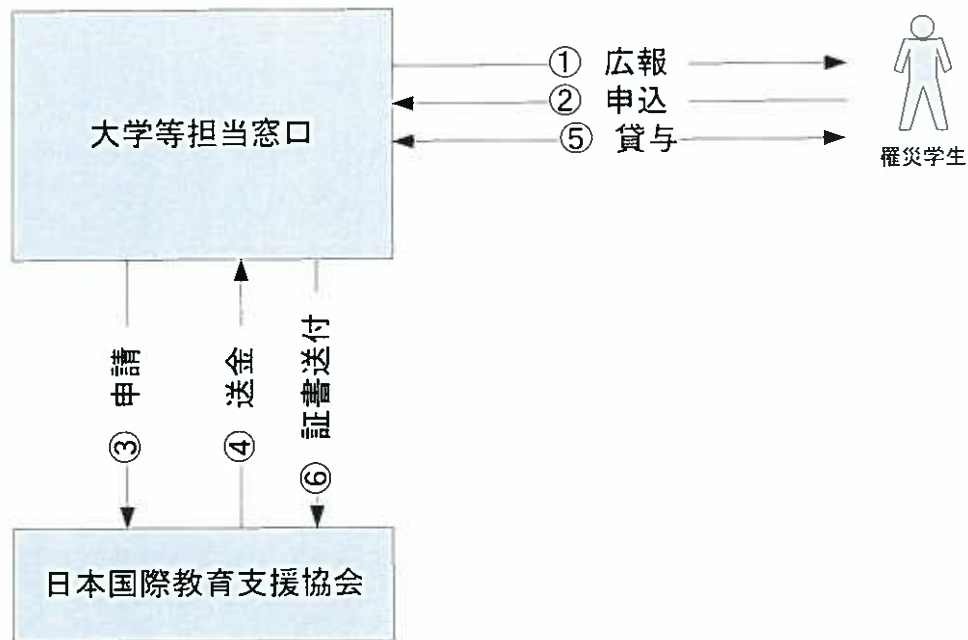 大学等担当窓口
① 広報
② 申込
⑤ 貸与
罹災学生
③ 申請
④ 送金
⑥ 証書送付
日本国際教育支援協会